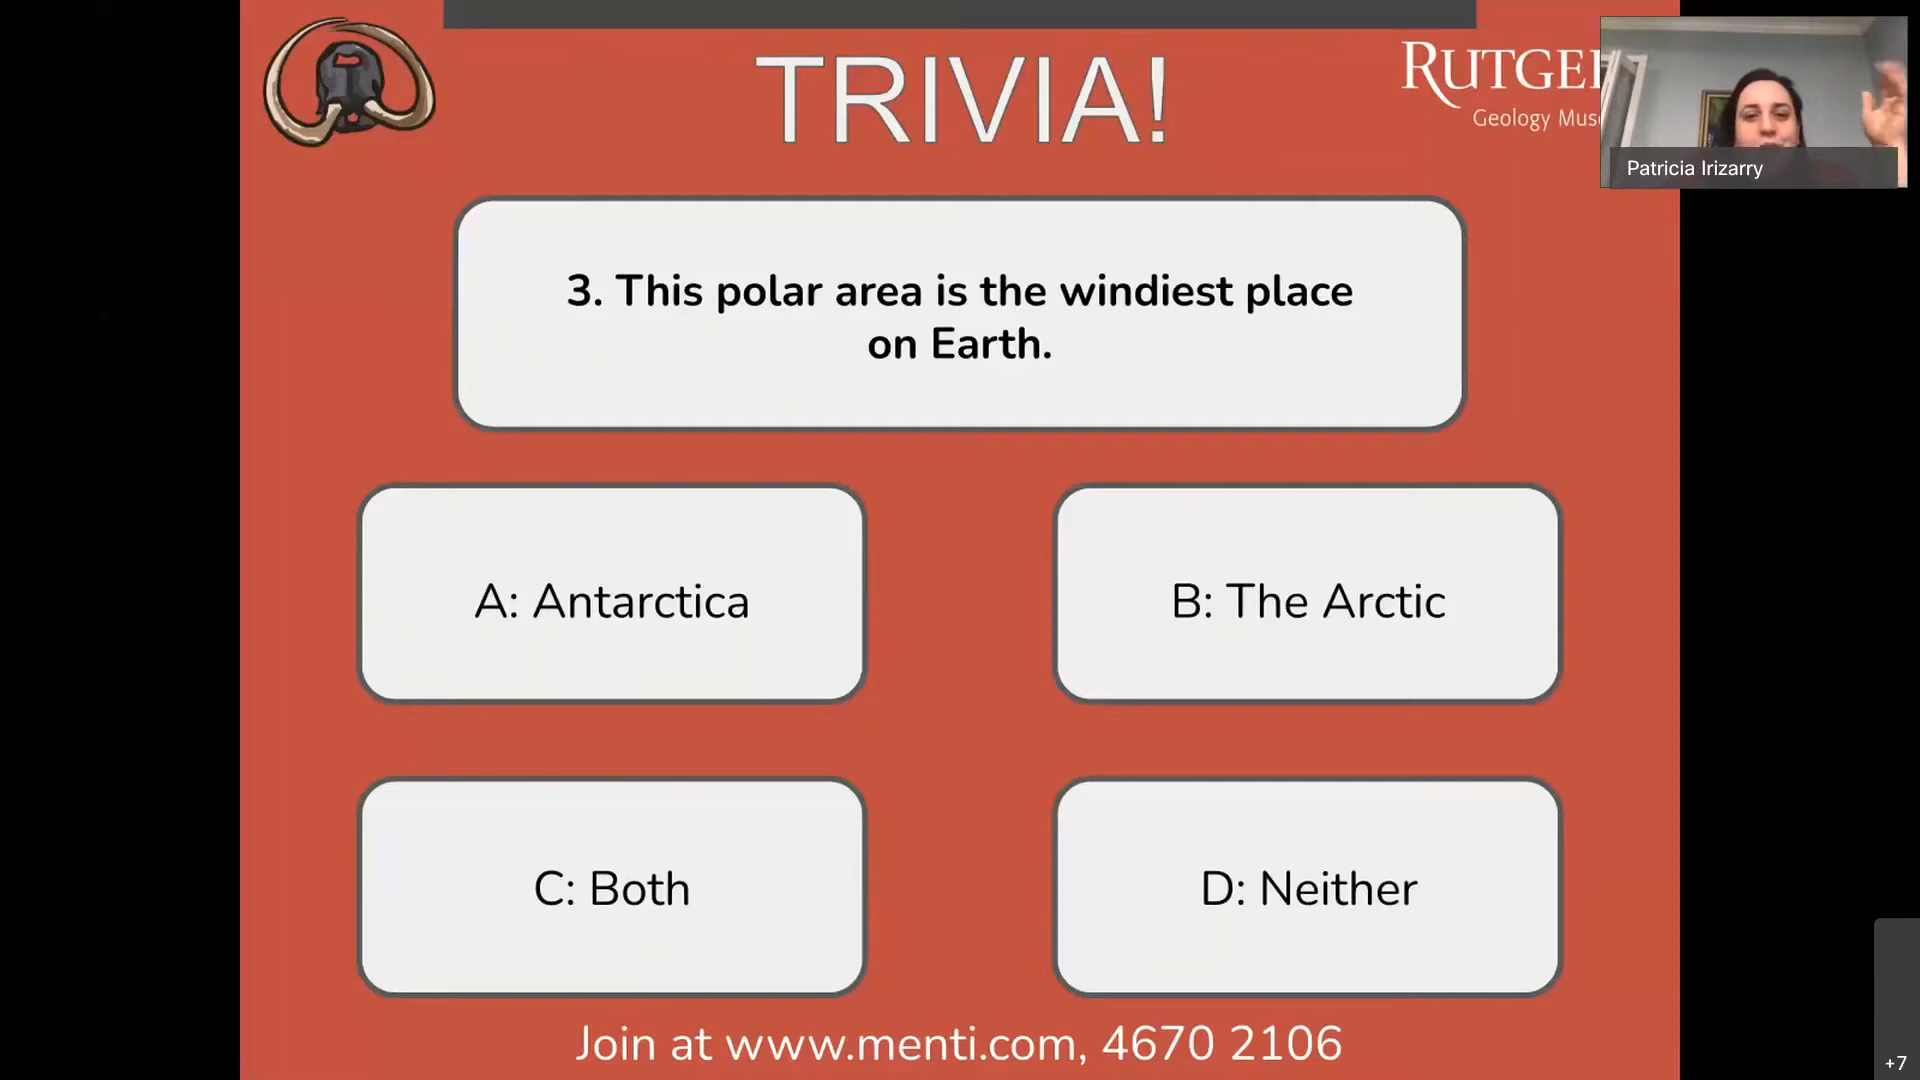 TRIVIA!
RUTGE
Geology Mus
Patricia Irizarry
3. This polar area is the windiest place
on Earth.
A: Antarctica
B: The Arctic
C: Both
D: Neither
Join at www.menti.com, 4670 2106
+7